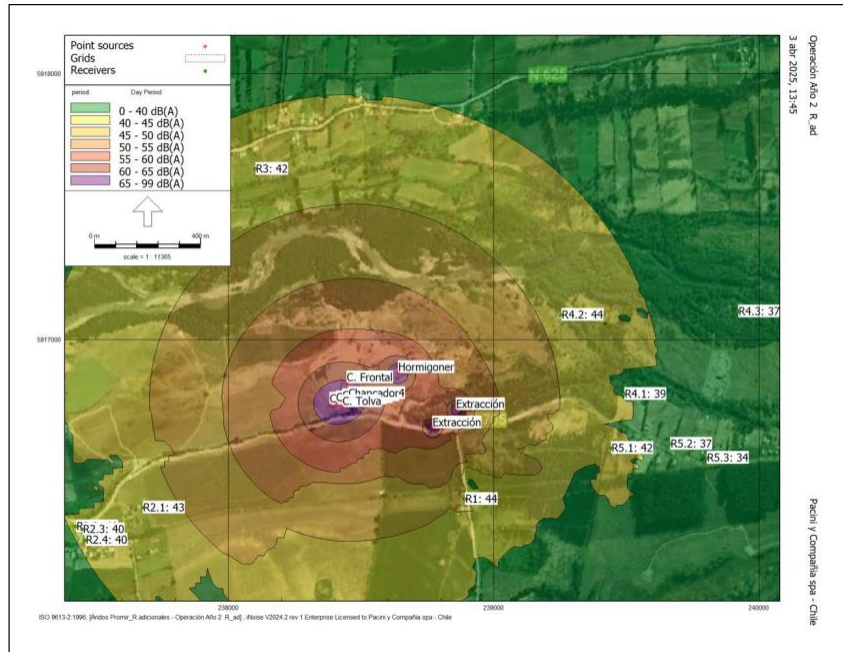 Point sources
Grids
Receivers
period Day Period
0 - 40 dB(A)
40 - 45 dB(A)
45 - 50 dB(A)
50 - 55 dB(A)
55 - 60 dB(A)
60 - 65 dB(A)
65 - 99 dB(A)
0 m 400 m
scale = 1 : 11365
5918000
5917000
N 625
R3: 42
R4.2: 44
R4.3: 37
Hormigoner
C. Frontal
Chancador4
C. Tolva
Extracción
Extracción
R4.1: 39
R5.1: 42
R5.2: 37
R5.3: 34
R1: 44
R2.1: 43
R2.3: 40
R2.4: 40
238000
239000
240000
ISO 9613-2:1996, [Áridos Promir_R adicionales - Operación Año 2 R_ad] , iNoise V2024.2 rev 1 Enterprise Licensed to Pacini y Compañía spa - Chile
Operación Año 2 R_ad
3 abr 2025, 13:45
Pacini y Compañia spa - Chile